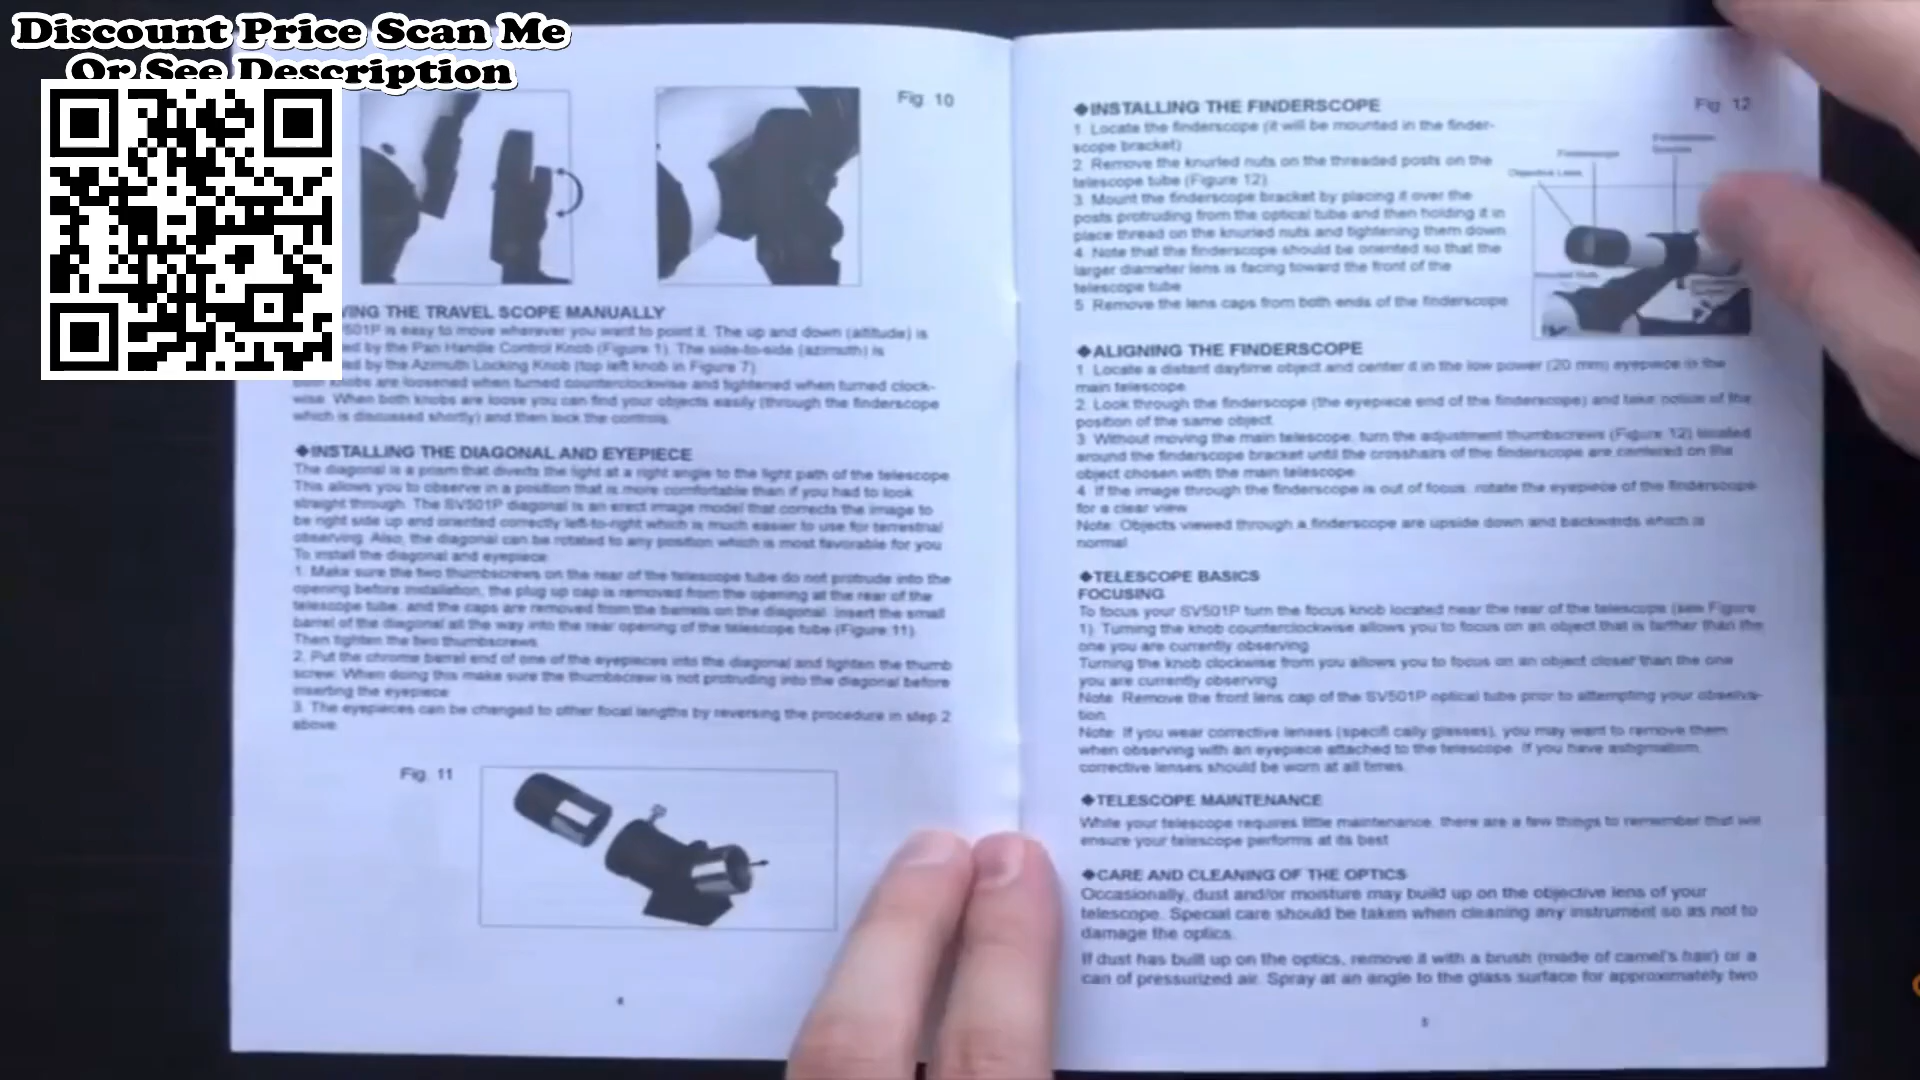 Discount Price Scan Me
Or See Description
Fig. 10
VING THE TRAVEL SCOPE MANUALLY
501P is easy to move wherever you want to point it. The up and down (altitude) is
ed by the Pan Handle Control Knob (Figure 1). The side-to-side (azimuth) is
ed by the Azimuth Locking Knob (top left knob in Figure 7)
Both knobs are loosened when turned counterclockwise and tightened when turned clock-
wise. When both knobs are loose you can find your objects easily (through the finderscope
which is discussed shortly) and then lock the controls.
◆INSTALLING THE DIAGONAL AND EYEPIECE
The diagonal is a prism that diverts the light at a right angle to the light path of the telescope
This allows you to observe in a position that is more comfortable than if you had to look
straight through. The SV501P diagonal is an erect image model that corrects the image to
be right side up and oriented correctly left-to-right which is much easier to use for terrestrial
observing. Also, the diagonal can be rotated to any position which is most favorable for you
To install the diagonal and eyepiece
1. Make sure the two thumbscrews on the rear of the telescope tube do not protrude into the
opening before installation, the plug up cap is removed from the opening at the rear of the
telescope tube, and the caps are removed from the barrels on the diagonal. Insert the small
barrel of the diagonal all the way into the rear opening of the telescope tube (Figure 11)
Then tighten the two thumbscrews
2. Put the chrome barrel end of one of the eyepieces into the diagonal and tighten the thumb
screw. When doing this make sure the thumbscrew is not protruding into the diagonal before
inserting the eyepiece
3. The eyepieces can be changed to other focal lengths by reversing the procedure in step 2
above.
Fig. 11
4
◆INSTALLING THE FINDERSCOPE
1. Locate the finderscope (it will be mounted in the finder-
scope bracket)
2. Remove the knurled nuts on the threaded posts on the
telescope tube (Figure 12)
3. Mount the finderscope bracket by placing it over the
posts protruding from the optical tube and then holding it in
place thread on the knurled nuts and tightening them down
4. Note that the finderscope should be oriented so that the
larger diameter lens is facing toward the front of the
telescope tube
5. Remove the lens caps from both ends of the finderscope
Fig. 12
Finderscope
Objective Lens
◆ALIGNING THE FINDERSCOPE
1. Locate a distant daytime object and center it in the low power (20 mm) eyepiece in the
main telescope
2. Look through the finderscope (the eyepiece end of the finderscope) and take notice of the
position of the same object
3. Without moving the main telescope, turn the adjustment thumbscrews (Figure 12) located
around the finderscope bracket until the crosshairs of the finderscope are centered on the
object chosen with the main telescope
4. If the image through the finderscope is out of focus, rotate the eyepiece of the finderscope
for a clear view
Note: Objects viewed through a finderscope are upside down and backwards which is
normal
◆TELESCOPE BASICS
FOCUSING
To focus your SV501P turn the focus knob located near the rear of the telescope (see Figure
1). Turning the knob counterclockwise allows you to focus on an object that is farther than the
one you are currently observing
Turning the knob clockwise from you allows you to focus on an object closer than the one
you are currently observing
Note: Remove the front lens cap of the SV501P optical tube prior to attempting your observa-
tion
Note: If you wear corrective lenses (specifi cally glasses), you may want to remove them
when observing with an eyepiece attached to the telescope. If you have astigmatism,
corrective lenses should be worn at all times.
◆TELESCOPE MAINTENANCE
While your telescope requires little maintenance, there are a few things to remember that will
ensure your telescope performs at its best
◆CARE AND CLEANING OF THE OPTICS
Occasionally, dust and/or moisture may build up on the objective lens of your
telescope. Special care should be taken when cleaning any instrument so as not to
damage the optics.
If dust has built up on the optics, remove it with a brush (made of camel's hair) or a
can of pressurized air. Spray at an angle to the glass surface for approximately two
5